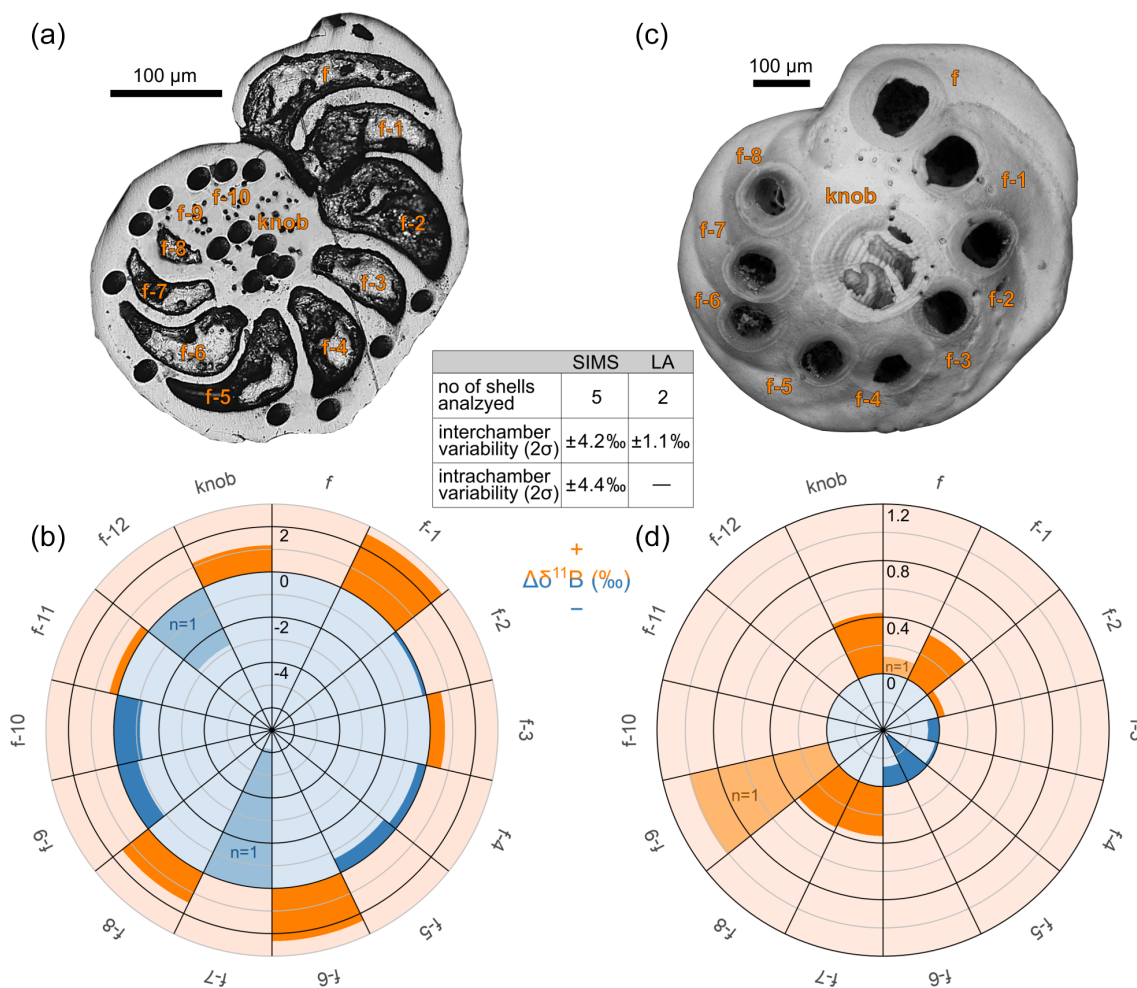 (a)
100 µm
f
f-1
f-2
f-3
f-4
f-5
f-6
f-7
f-8
f-9
f-10
knob
(c)
100 µm
f
f-1
f-2
f-3
f-4
f-5
f-6
f-7
f-8
knob
SIMS LA
no of shells
analzyed
5 2
interchamber
variability (2σ)
±4.2‰ ±1.1‰
intrachamber
variability (2σ)
±4.4‰ —
(b)
knob
f
f-1
f-2
f-3
f-4
f-5
f-6
f-7
f-8
f-9
f-10
f-11
f-12
2
0
-2
-4
n=1
n=1
+
Δδ¹¹B (‰)
–
(d)
knob
f
f-1
f-2
f-3
f-4
f-5
f-6
f-7
f-8
f-9
f-10
f-11
f-12
1.2
0.8
0.4
0
n=1
n=1